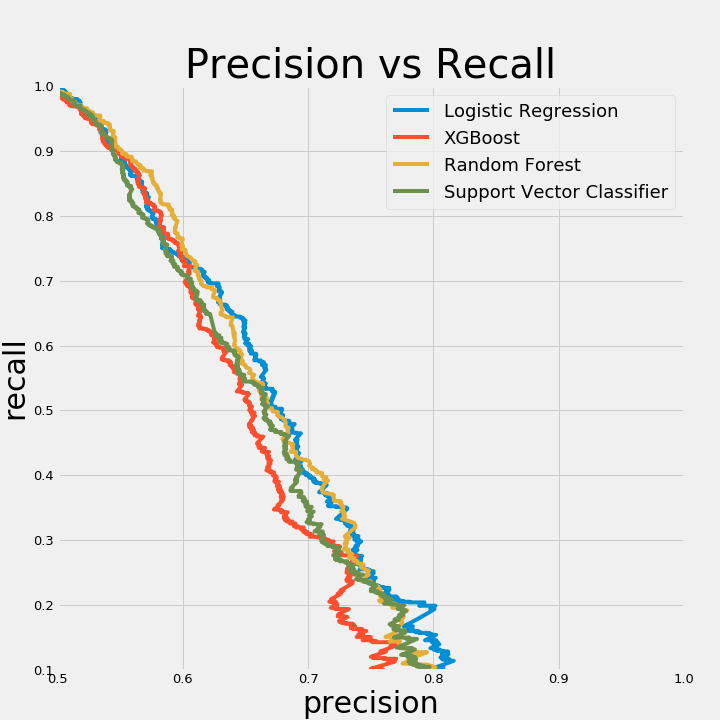 Precision vs Recall
Logistic Regression
XGBoost
Random Forest
Support Vector Classifier
1.0
0.9
0.8
0.7
0.6
0.5
0.4
0.3
0.2
0.1
recall
0.5 0.6 0.7 0.8 0.9 1.0
precision